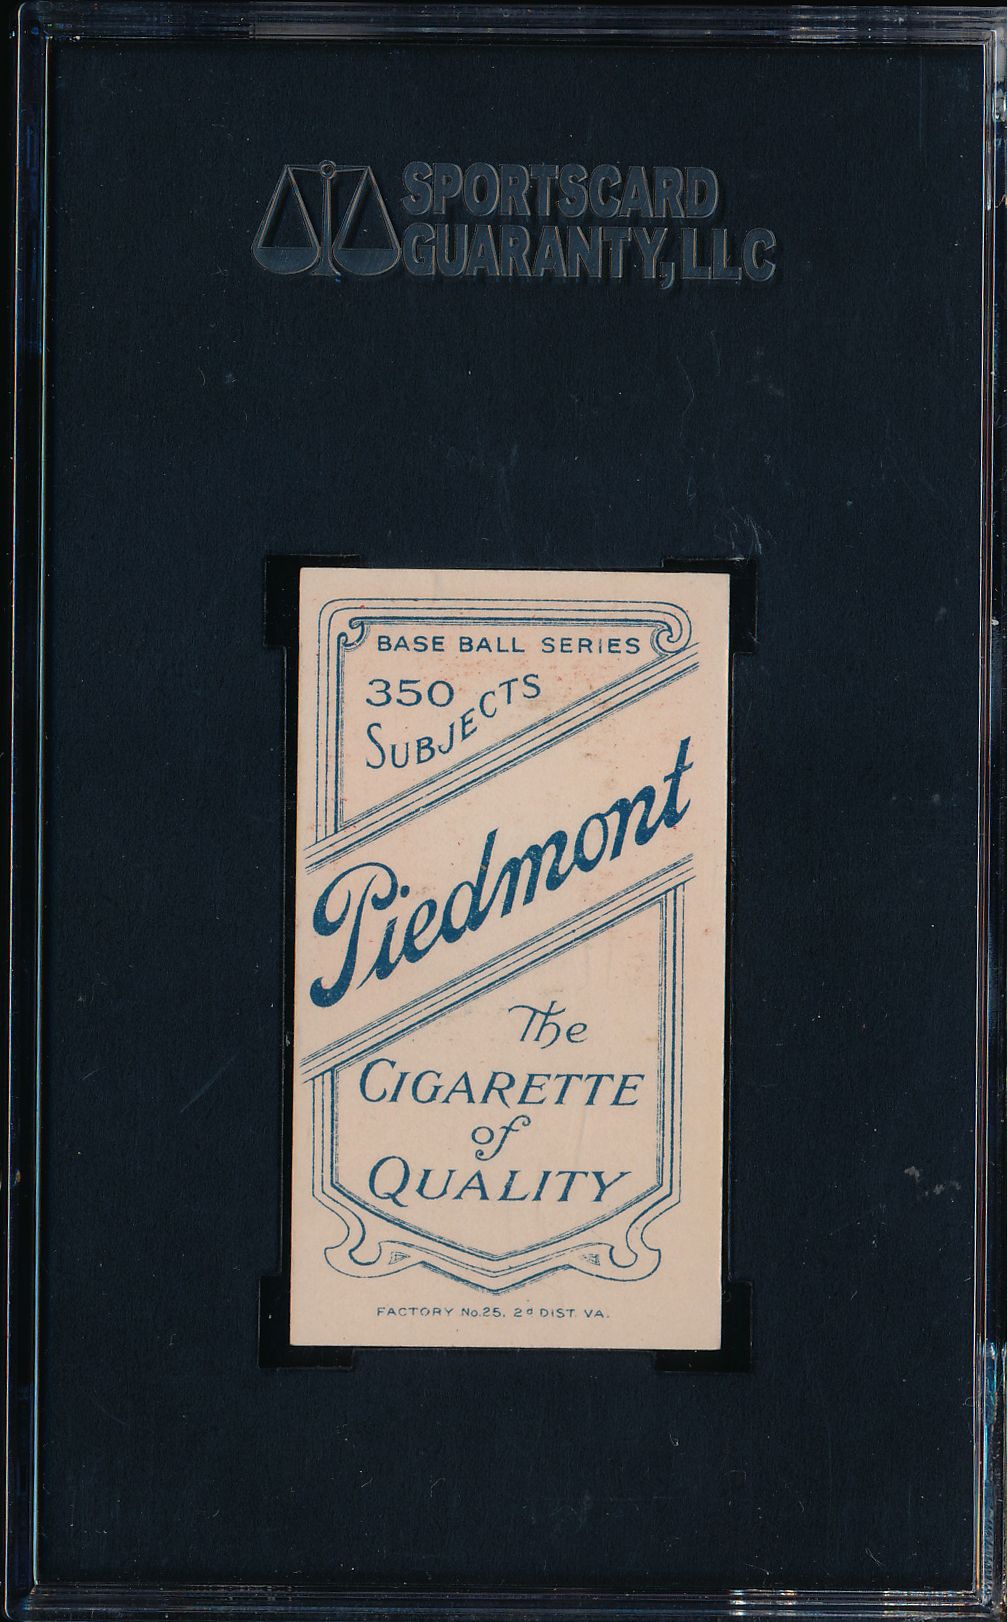 SPORTSCARD
GUARANTY, LLC
BASE BALL SERIES
350
SUBJECTS
Piedmont
The
CIGARETTE
of
QUALITY
FACTORY No.25, 2d DIST. VA.